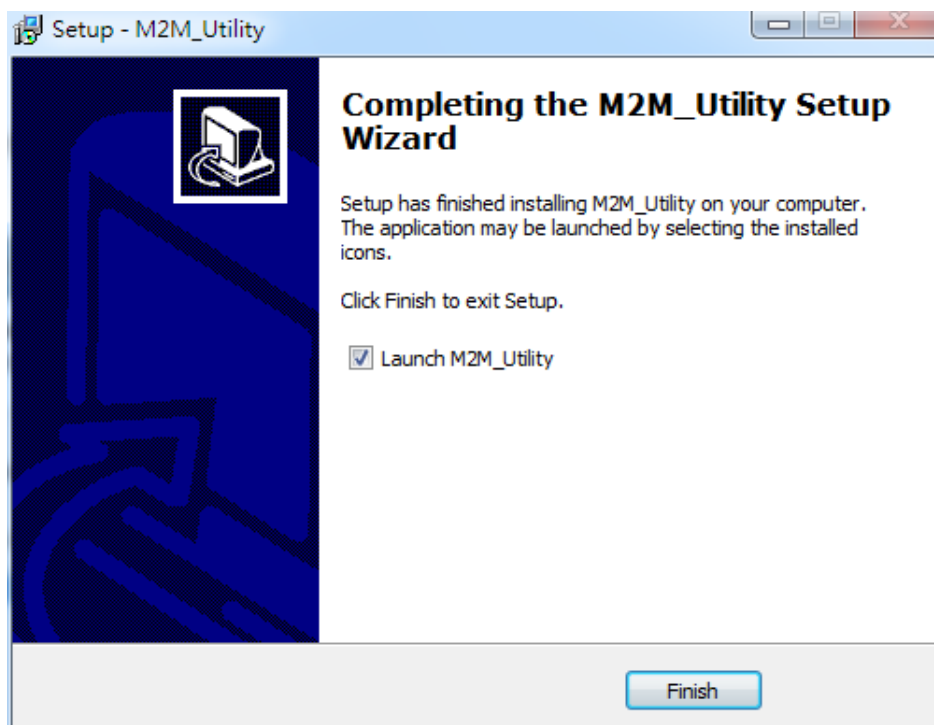 Setup - M2M_Utility
Completing the M2M_Utility Setup
Wizard
Setup has finished installing M2M_Utility on your computer.
The application may be launched by selecting the installed
icons.
Click Finish to exit Setup.
Launch M2M_Utility
Finish